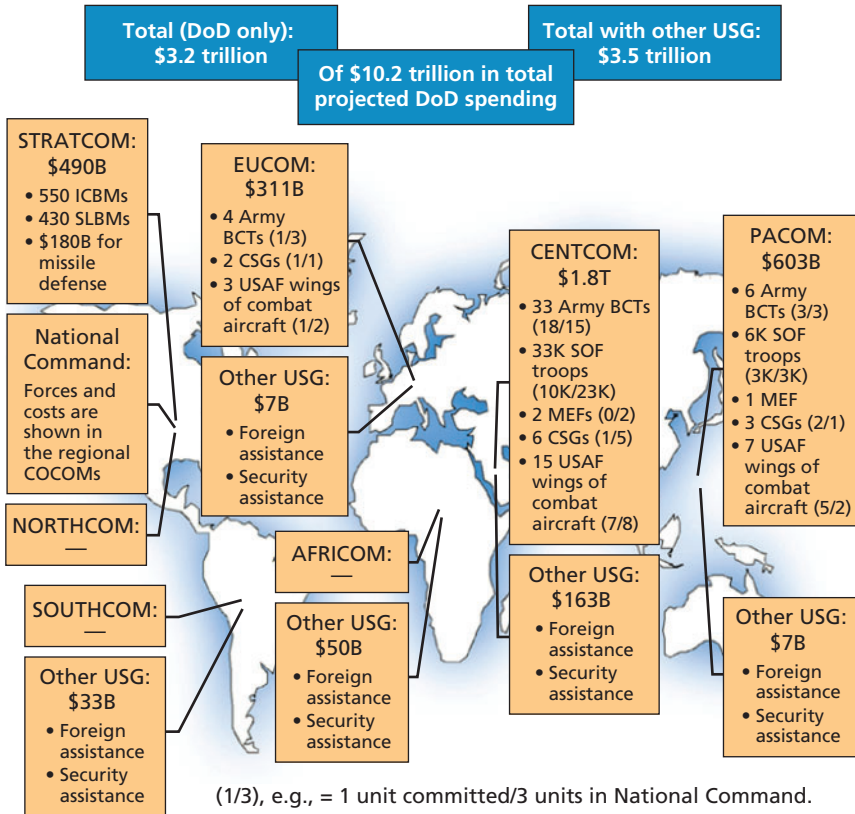 Total (DoD only):
$3.2 trillion
Total with other USG:
$3.5 trillion
Of $10.2 trillion in total
projected DoD spending
STRATCOM:
$490B
• 550 ICBMs
• 430 SLBMs
• $180B for
missile
defense
National
Command:
Forces and
costs are
shown in
the regional
COCOMs
NORTHCOM:
—
SOUTHCOM:
—
Other USG:
$33B
• Foreign
assistance
• Security
assistance
EUCOM:
$311B
• 4 Army
BCTs (1/3)
• 2 CSGs (1/1)
• 3 USAF wings
of combat
aircraft (1/2)
Other USG:
$7B
• Foreign
assistance
• Security
assistance
AFRICOM:
—
Other USG:
$50B
• Foreign
assistance
• Security
assistance
CENTCOM:
$1.8T
• 33 Army BCTs
(18/15)
• 33K SOF
troops
(10K/23K)
• 2 MEFs (0/2)
• 6 CSGs (1/5)
• 15 USAF
wings of
combat
aircraft (7/8)
Other USG:
$163B
• Foreign
assistance
• Security
assistance
PACOM:
$603B
• 6 Army
BCTs (3/3)
• 6K SOF
troops
(3K/3K)
• 1 MEF
• 3 CSGs (2/1)
• 7 USAF
wings of
combat
aircraft (5/2)
Other USG:
$7B
• Foreign
assistance
• Security
assistance
(1/3), e.g., = 1 unit committed/3 units in National Command.